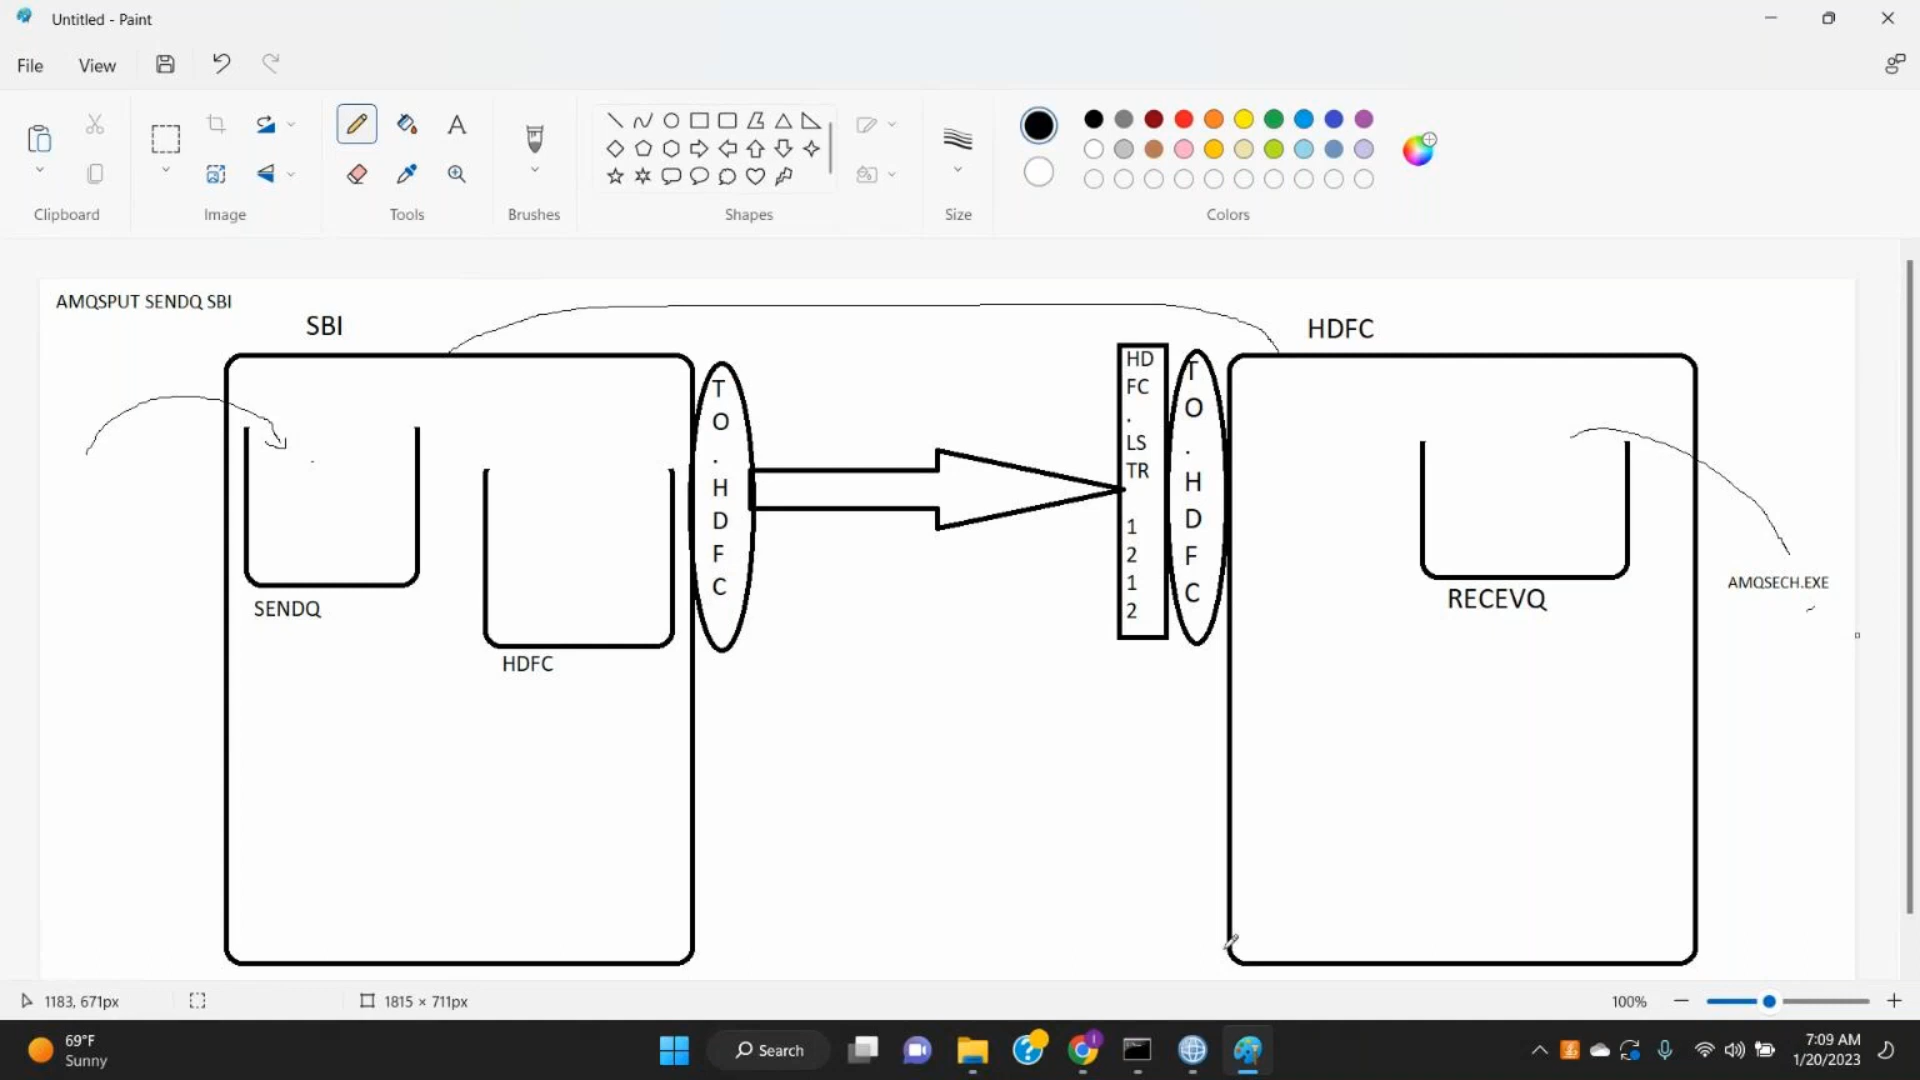 Untitled - Paint
File
View
Clipboard
Image
Tools
Brushes
Shapes
Size
Colors
AMQSPUT SENDQ SBI
SBI
HDFC
T
O
.
H
D
F
C
HD
FC
.
LS
TR
1
2
1
2
T
O
.
H
D
F
C
SENDQ
HDFC
RECEVQ
AMQSECH.EXE
1183, 671px
1815 × 711px
100%
69°F
Sunny
Search
7:09 AM
1/20/2023